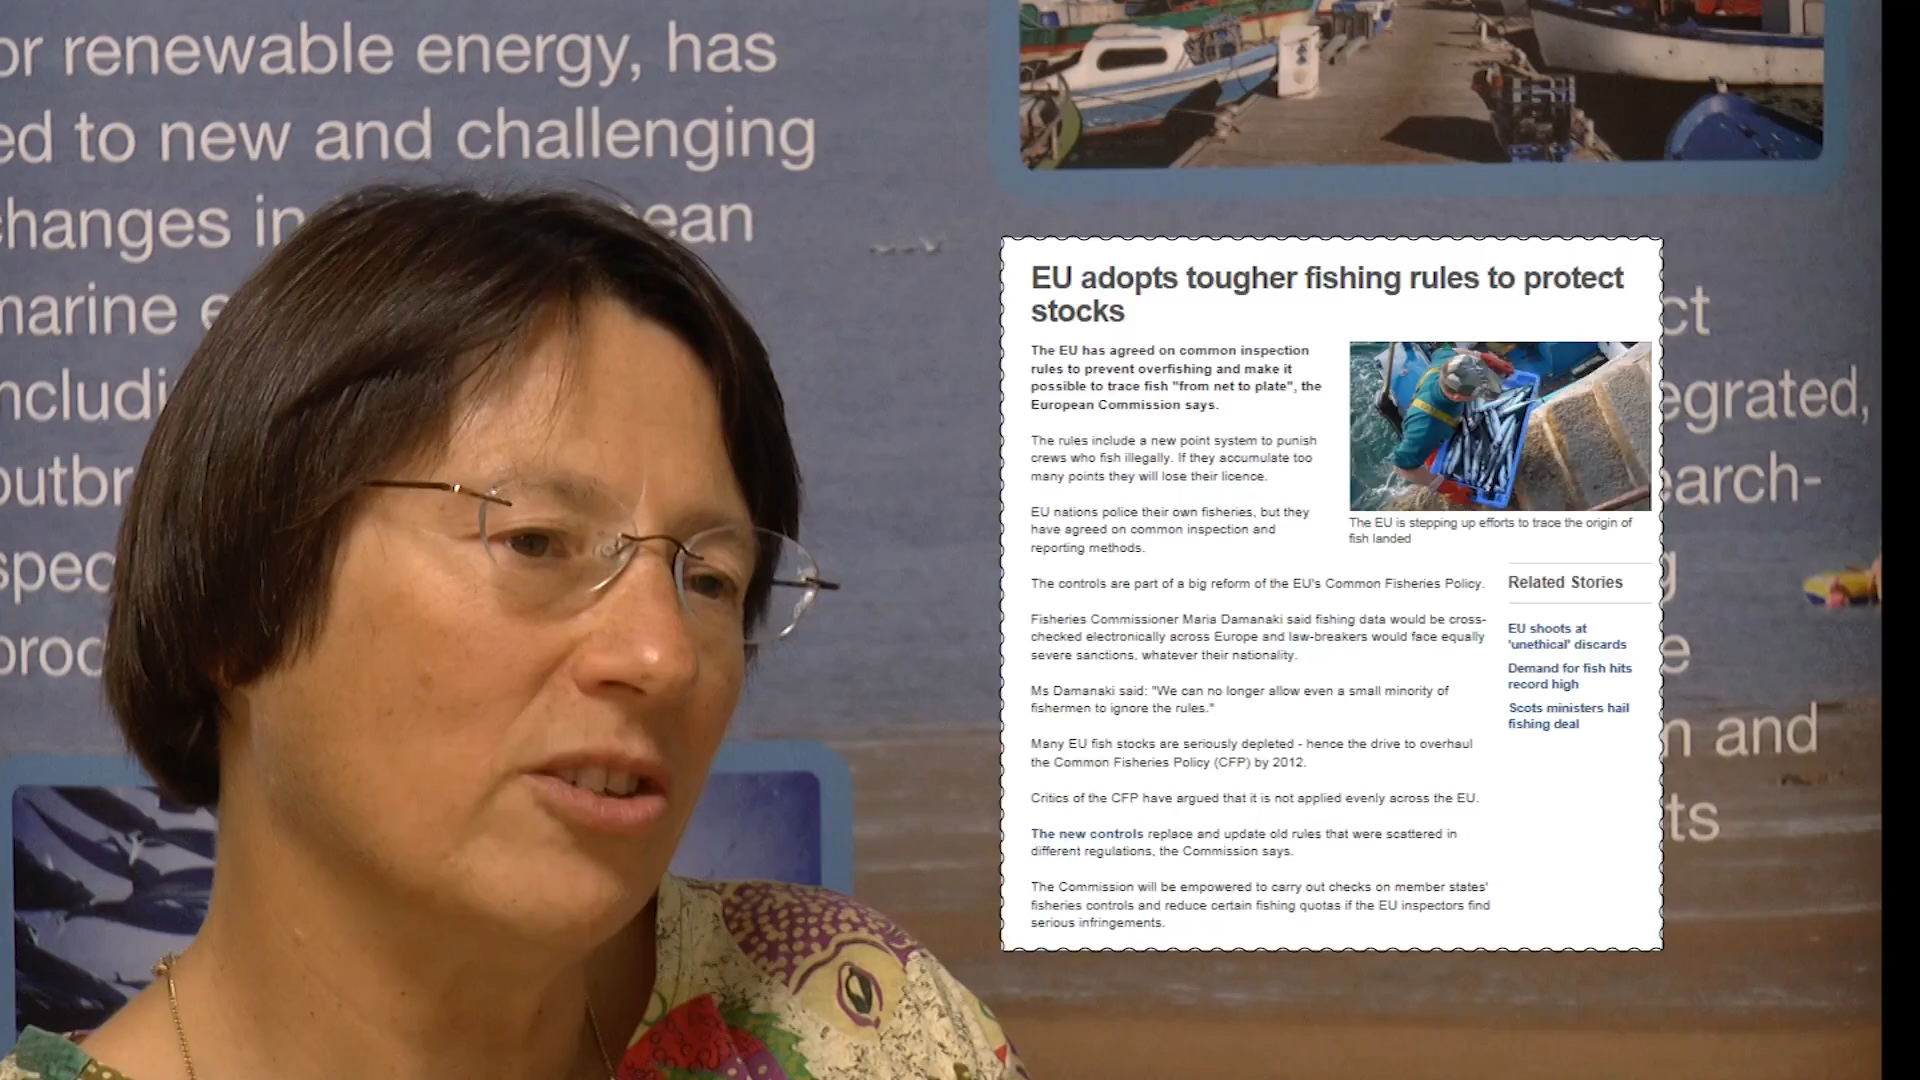 or renewable energy, has
ed to new and challenging
changes in
ean
marine
includi
outbr
spec
proc
EU adopts tougher fishing rules to protect
stocks
The EU has agreed on common inspection
rules to prevent overfishing and make it
possible to trace fish "from net to plate", the
European Commission says.
The rules include a new point system to punish
crews who fish illegally. If they accumulate too
many points they will lose their licence.
EU nations police their own fisheries, but they
have agreed on common inspection and
reporting methods.
The EU is stepping up efforts to trace the origin of
fish landed
The controls are part of a big reform of the EU's Common Fisheries Policy.
Fisheries Commissioner Maria Damanaki said fishing data would be cross-
checked electronically across Europe and law-breakers would face equally
severe sanctions, whatever their nationality.
Ms Damanaki said: "We can no longer allow even a small minority of
fishermen to ignore the rules."
Many EU fish stocks are seriously depleted - hence the drive to overhaul
the Common Fisheries Policy (CFP) by 2012.
Critics of the CFP have argued that it is not applied evenly across the EU.
The new controls replace and update old rules that were scattered in
different regulations, the Commission says.
The Commission will be empowered to carry out checks on member states'
fisheries controls and reduce certain fishing quotas if the EU inspectors find
serious infringements.
Related Stories
EU shoots at
'unethical' discards
Demand for fish hits
record high
Scots ministers hail
fishing deal
ct
egrated,
earch-
g
e
n and
ts